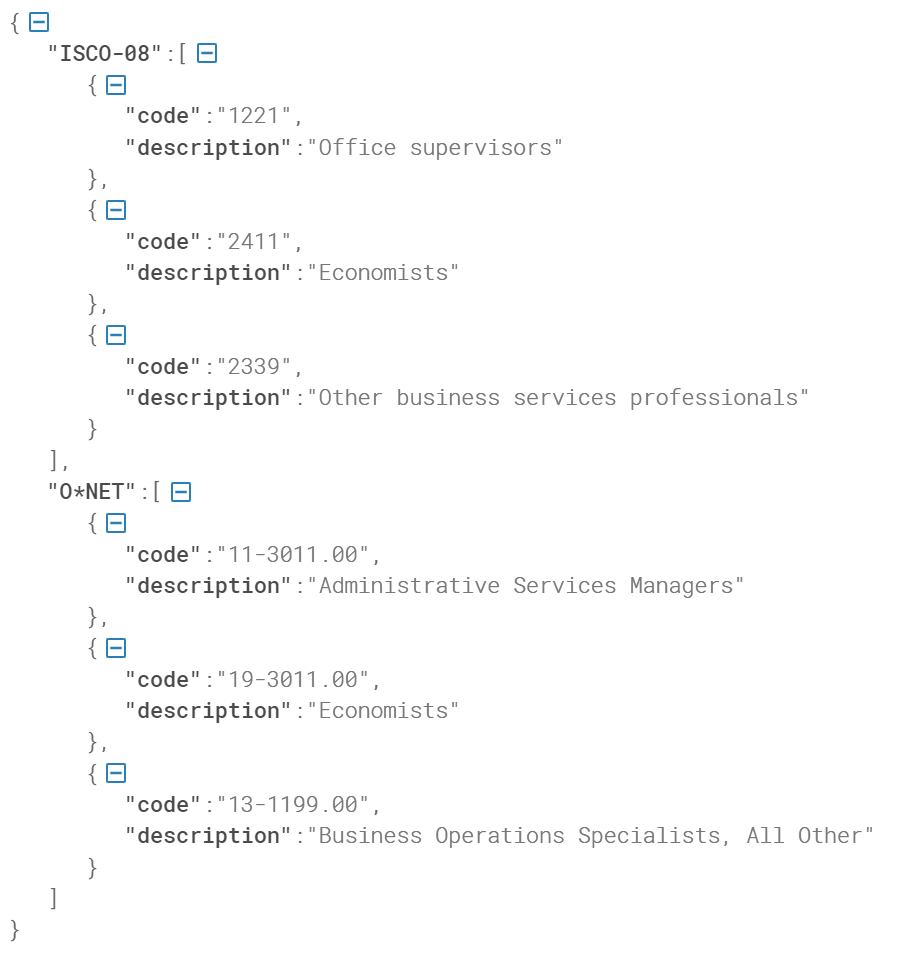 {
"ISCO-08":[
{
"code":"1221",
"description":"Office supervisors"
},
{
"code":"2411",
"description":"Economists"
},
{
"code":"2339",
"description":"Other business services professionals"
}
],
"O*NET":[
{
"code":"11-3011.00",
"description":"Administrative Services Managers"
},
{
"code":"19-3011.00",
"description":"Economists"
},
{
"code":"13-1199.00",
"description":"Business Operations Specialists, All Other"
}
]
}